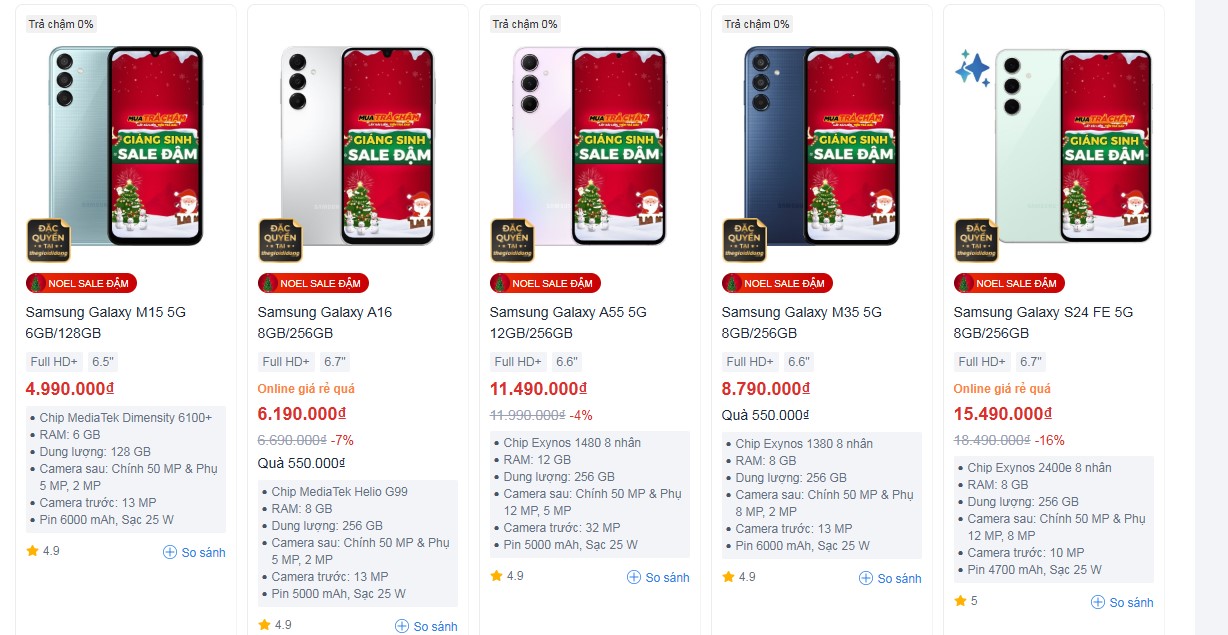 Trả chậm 0%
MUA TRẢ CHẬM
GIÁNG SINH
SALE ĐẬM
ĐẶC
QUYỀN
TẠI
thegioididong
NOEL SALE ĐẬM
Samsung Galaxy M15 5G
6GB/128GB
Full HD+ 6.5"
4.990.000₫
• Chip MediaTek Dimensity 6100+
• RAM: 6 GB
• Dung lượng: 128 GB
• Camera sau: Chính 50 MP & Phụ
5 MP, 2 MP
• Camera trước: 13 MP
• Pin 6000 mAh, Sạc 25 W
4.9 So sánh
Trả chậm 0%
MUA TRẢ CHẬM
GIÁNG SINH
SALE ĐẬM
ĐẶC
QUYỀN
TẠI
thegioididong
NOEL SALE ĐẬM
Samsung Galaxy A16
8GB/256GB
Full HD+ 6.7"
Online giá rẻ quá
6.190.000₫
6.690.000₫ -7%
Quà 550.000₫
• Chip MediaTek Helio G99
• RAM: 8 GB
• Dung lượng: 256 GB
• Camera sau: Chính 50 MP & Phụ
5 MP, 2 MP
• Camera trước: 13 MP
• Pin 5000 mAh, Sạc 25 W
4.9 So sánh
Trả chậm 0%
MUA TRẢ CHẬM
GIÁNG SINH
SALE ĐẬM
ĐẶC
QUYỀN
TẠI
thegioididong
NOEL SALE ĐẬM
Samsung Galaxy A55 5G
12GB/256GB
Full HD+ 6.6"
11.490.000₫
11.990.000₫ -4%
• Chip Exynos 1480 8 nhân
• RAM: 12 GB
• Dung lượng: 256 GB
• Camera sau: Chính 50 MP & Phụ
12 MP, 5 MP
• Camera trước: 32 MP
• Pin 5000 mAh, Sạc 25 W
4.9 So sánh
Trả chậm 0%
MUA TRẢ CHẬM
GIÁNG SINH
SALE ĐẬM
ĐẶC
QUYỀN
TẠI
thegioididong
NOEL SALE ĐẬM
Samsung Galaxy M35 5G
8GB/256GB
Full HD+ 6.6"
8.790.000₫
Quà 550.000₫
• Chip Exynos 1380 8 nhân
• RAM: 8 GB
• Dung lượng: 256 GB
• Camera sau: Chính 50 MP & Phụ
8 MP, 2 MP
• Camera trước: 13 MP
• Pin 6000 mAh, Sạc 25 W
4.9 So sánh
MUA TRẢ CHẬM
GIÁNG SINH
SALE ĐẬM
ĐẶC
QUYỀN
TẠI
thegioididong
NOEL SALE ĐẬM
Samsung Galaxy S24 FE 5G
8GB/256GB
Full HD+ 6.7"
Online giá rẻ quá
15.490.000₫
18.490.000₫ -16%
• Chip Exynos 2400e 8 nhân
• RAM: 8 GB
• Dung lượng: 256 GB
• Camera sau: Chính 50 MP & Phụ
12 MP, 8 MP
• Camera trước: 10 MP
• Pin 4700 mAh, Sạc 25 W
5 So sánh